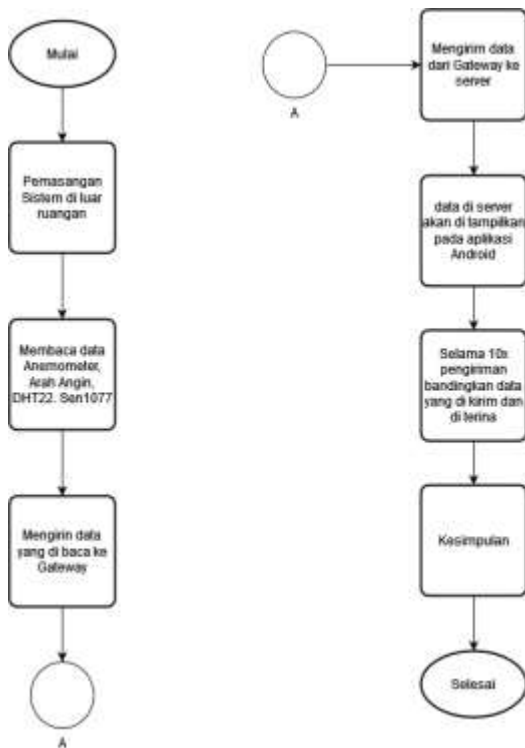 Mulai
Pemasangan
Sistem di luar
ruangan
Membaca data
Anemometer,
Arah Angin,
DHT22. Sen1077
Mengirin data
yang di baca ke
Gateway
A
A
Mengirim data
dari Gateway ke
server
data di server
akan di tampilkan
pada aplikasi
Android
Selama 10x
pengiriman
bandingkan data
yang di kirim dan
di terina
Kesimpulan
Selesai